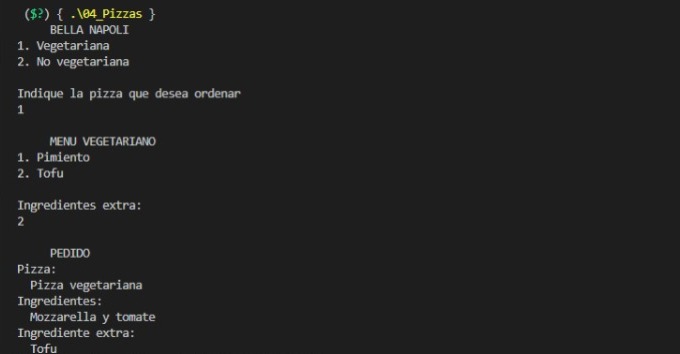 ($?) { .\04_Pizzas }
BELLA NAPOLI
1. Vegetariana
2. No vegetariana
Indique la pizza que desea ordenar
1
MENU VEGETARIANO
1. Pimiento
2. Tofu
Ingredientes extra:
2
PEDIDO
Pizza:
Pizza vegetariana
Ingredientes:
Mozzarella y tomate
Ingrediente extra:
Tofu